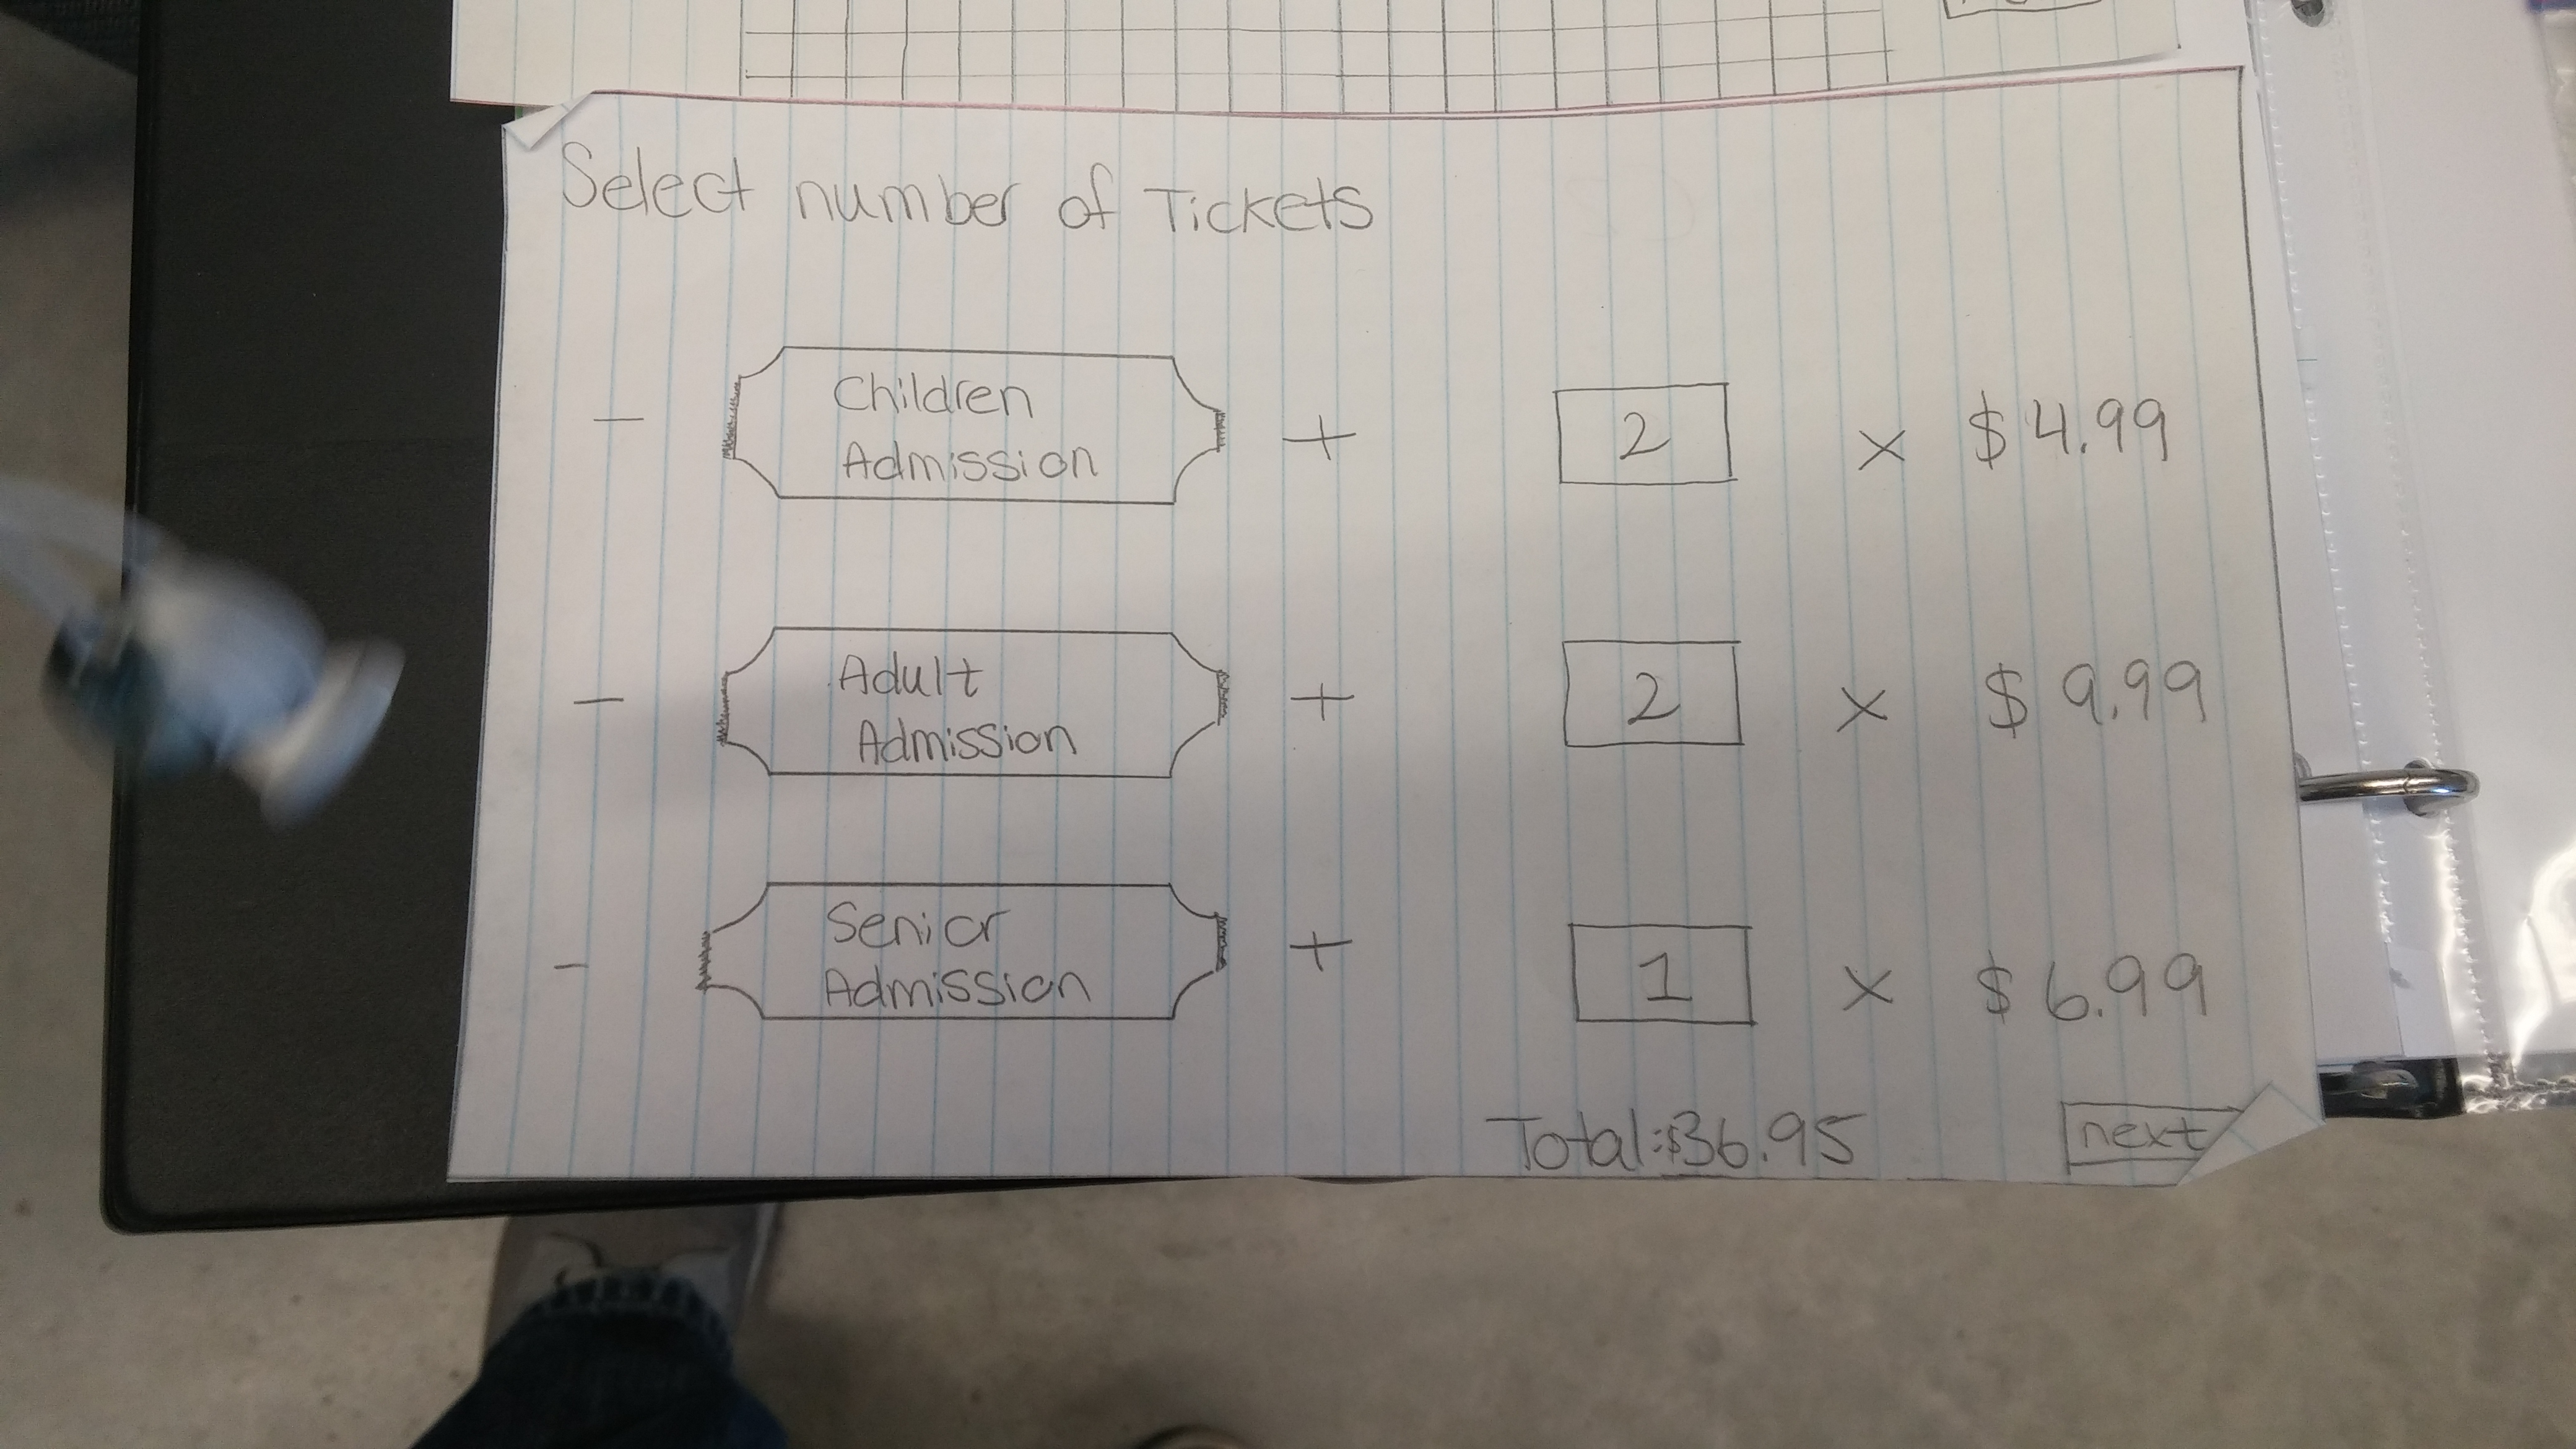 Select number of Tickets
− Children Admission + 2 × $ 4.99
− Adult Admission + 2 × $ 9.99
− Senior Admission + 1 × $ 6.99
Total: $36.95 next